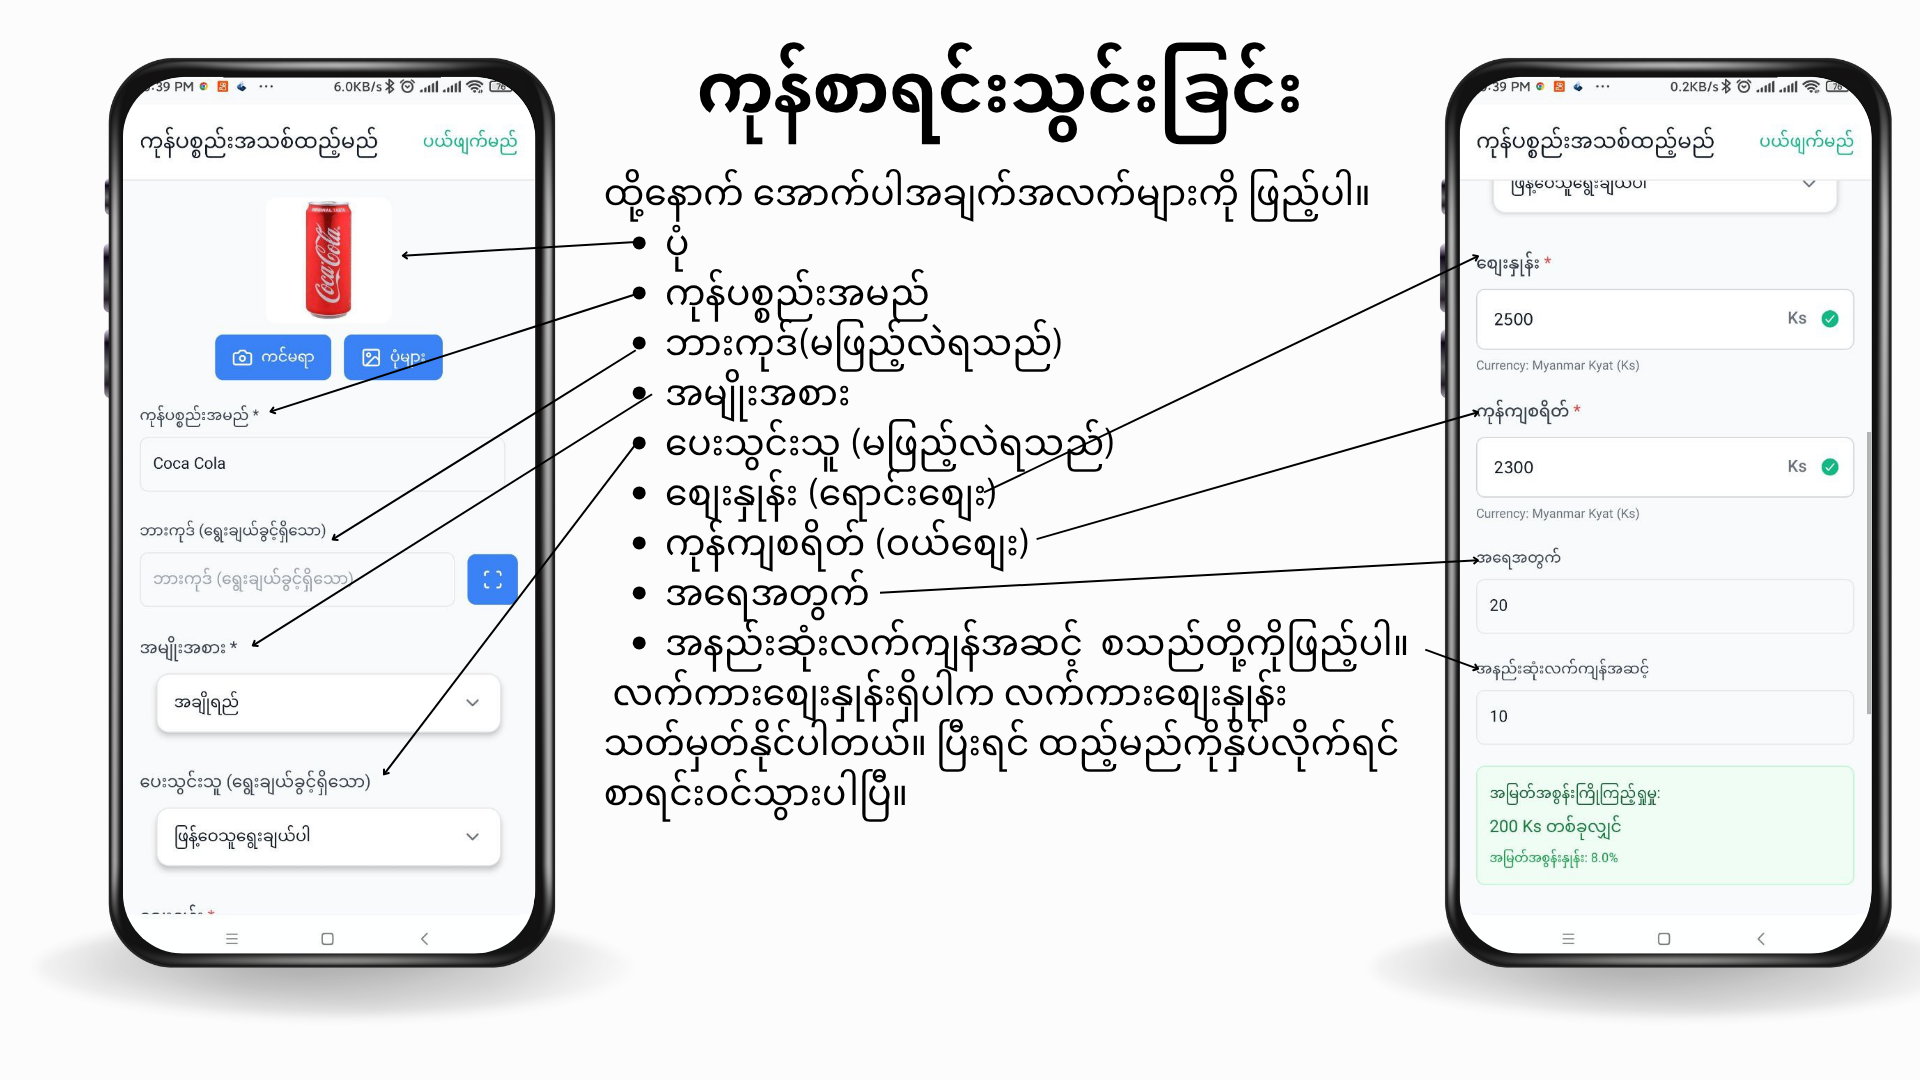 ကုန်စာရင်းသွင်းခြင်း
ထို့နောက် အောက်ပါအချက်အလက်များကို ဖြည့်ပါ။
• ပုံ
• ကုန်ပစ္စည်းအမည်
• ဘားကုဒ်(မဖြည့်လဲရသည်)
• အမျိုးအစား
• ပေးသွင်းသူ (မဖြည့်လဲရသည်)
• ဈေးနှုန်း (ရောင်းဈေး)
• ကုန်ကျစရိတ် (ဝယ်ဈေး)
• အရေအတွက်
• အနည်းဆုံးလက်ကျန်အဆင့် စသည်တို့ကိုဖြည့်ပါ။
လက်ကားဈေးနှုန်းရှိပါက လက်ကားဈေးနှုန်း
သတ်မှတ်နိုင်ပါတယ်။ ပြီးရင် ထည့်မည်ကိုနှိပ်လိုက်ရင်
စာရင်းဝင်သွားပါပြီ။
:39 PM ... 6.0KB/s 76
ကုန်ပစ္စည်းအသစ်ထည့်မည် ပယ်ဖျက်မည်
Coca-Cola
ကင်မရာ ပုံများ
ကုန်ပစ္စည်းအမည် *
Coca Cola
ဘားကုဒ် (ရွေးချယ်ခွင့်ရှိသော)
ဘားကုဒ် (ရွေးချယ်ခွင့်ရှိသော)
အမျိုးအစား *
အချိုရည်
ပေးသွင်းသူ (ရွေးချယ်ခွင့်ရှိသော)
ဖြန့်ဝေသူရွေးချယ်ပါ
:39 PM ... 0.2KB/s 76
ကုန်ပစ္စည်းအသစ်ထည့်မည် ပယ်ဖျက်မည်
ဖြန့်ဝေသူရွေးချယ်ပါ
ဈေးနှုန်း *
2500 Ks
Currency: Myanmar Kyat (Ks)
ကုန်ကျစရိတ် *
2300 Ks
Currency: Myanmar Kyat (Ks)
အရေအတွက်
20
အနည်းဆုံးလက်ကျန်အဆင့်
10
အမြတ်အစွန်းကြိုကြည့်ရှုမှု:
200 Ks တစ်ခုလျှင်
အမြတ်အစွန်းနှုန်း: 8.0%